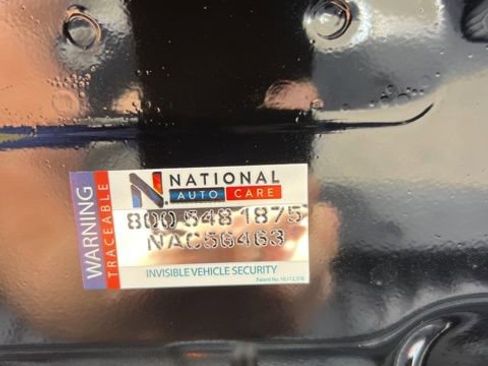 WARNING
TRACEABLE
N. NATIONAL
AUTO CARE
800 548 1875
NAC56463
INVISIBLE VEHICLE SECURITY